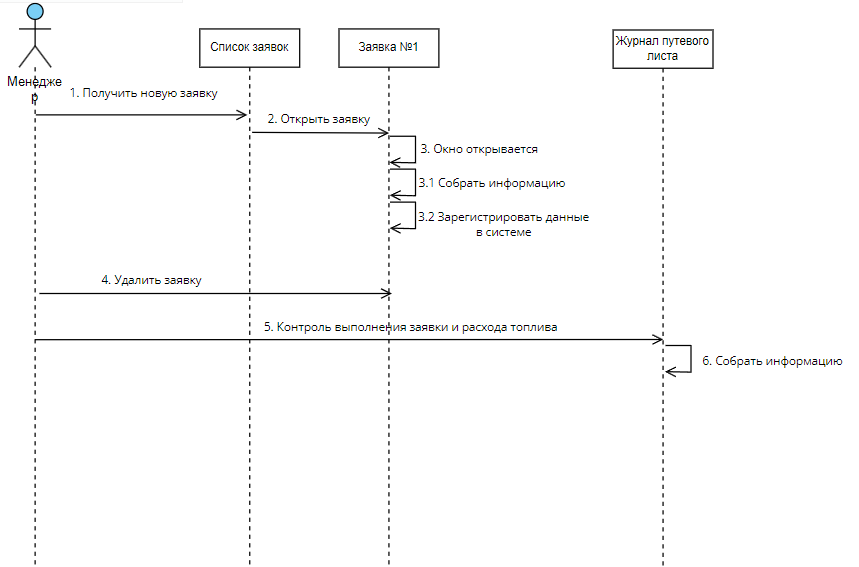 Список заявок
Заявка №1
Журнал путевого
листа
Менедже
р
1. Получить новую заявку
2. Открыть заявку
3. Окно открывается
3.1 Собрать информацию
3.2 Зарегистрировать данные
в системе
4. Удалить заявку
5. Контроль выполнения заявки и расхода топлива
6. Собрать информацию